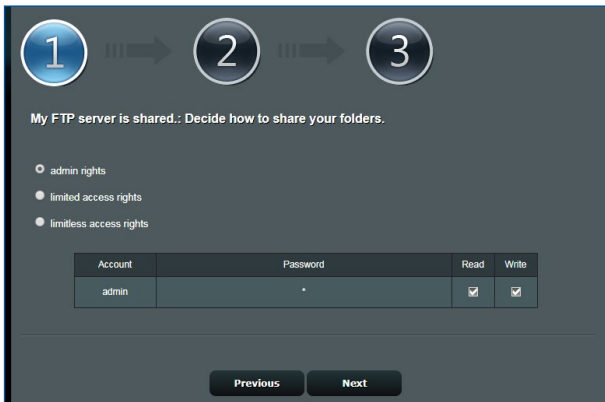 1 2 3
My FTP server is shared.: Decide how to share your folders.
admin rights
limited access rights
limitless access rights
Account Password Read Write
admin *
Previous Next